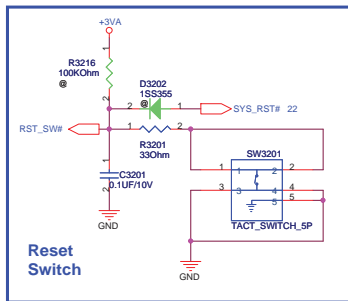 +3VA
1
R3216
100KOhm
@
2
D3202
1SS355
@
2 1
SYS_RST# 22
RST_SW#
1 2
R3201
33Ohm
1
C3201
0.1UF/10V
2
GND
SW3201
1 1 2 2
3 3 4 4
5 5
TACT_SWITCH_5P
GND
Reset
Switch